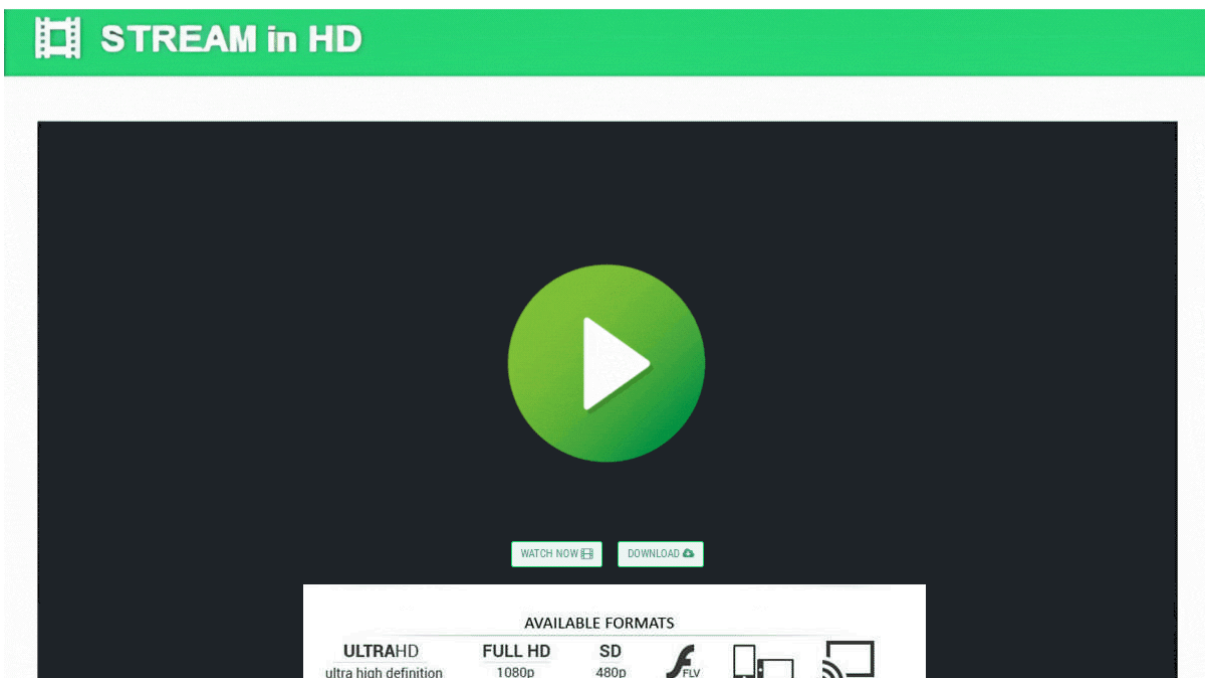 STREAM in HD
WATCH NOW
DOWNLOAD
AVAILABLE FORMATS
ULTRAHD FULL HD SD
ultra high definition 1080p 480p FLV